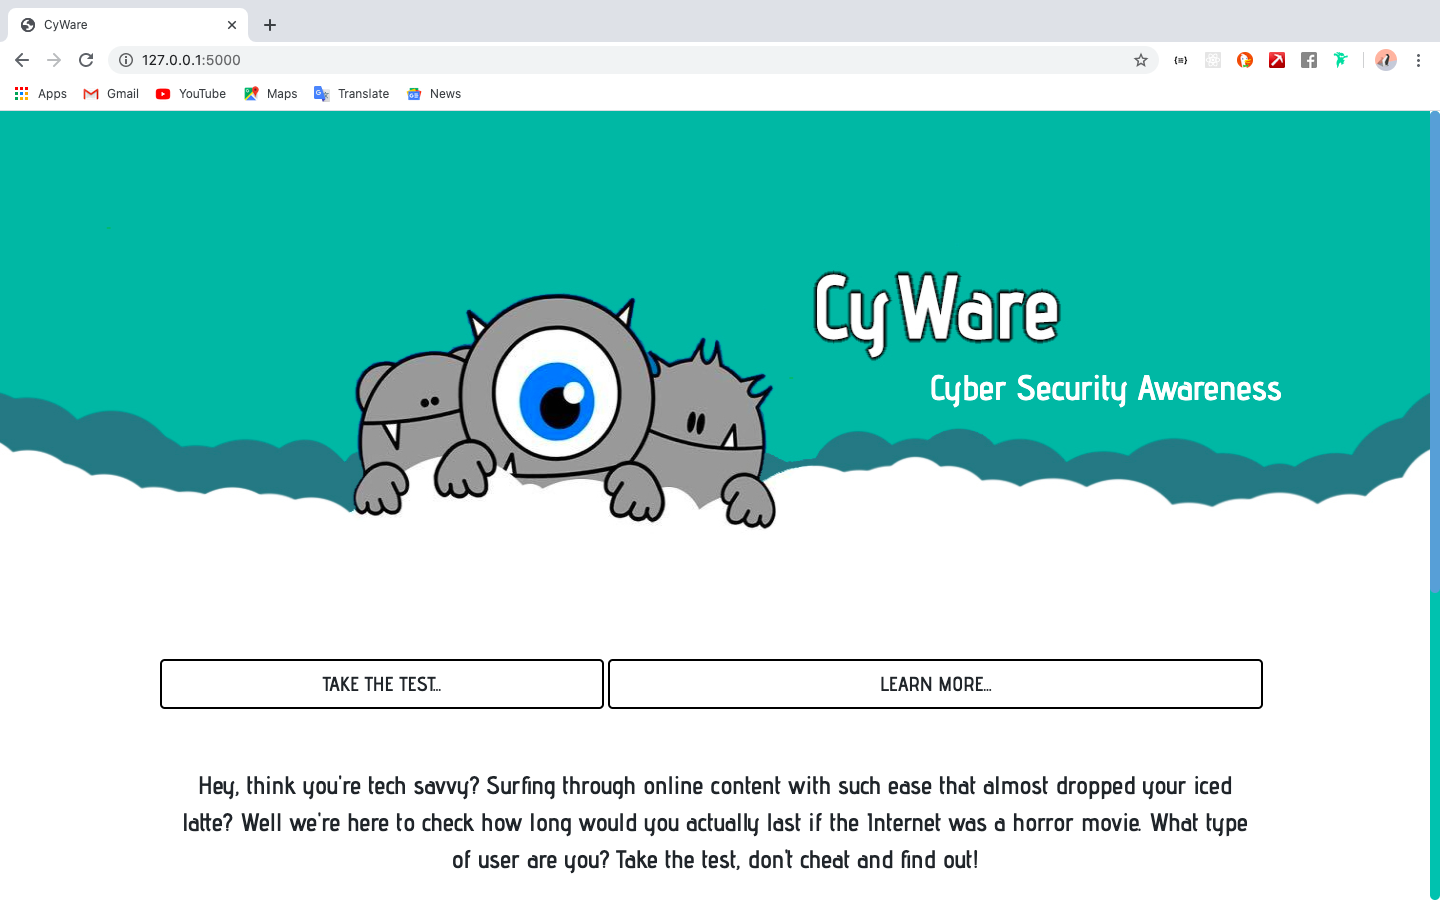 CyWare
127.0.0.1:5000
Apps Gmail YouTube Maps Translate News
CyWare
Cyber Security Awareness
TAKE THE TEST... LEARN MORE...
Hey, think you're tech savvy? Surfing through online content with such ease that almost dropped your iced
latte? Well we're here to check how long would you actually last if the Internet was a horror movie. What type
of user are you? Take the test, don't cheat and find out!